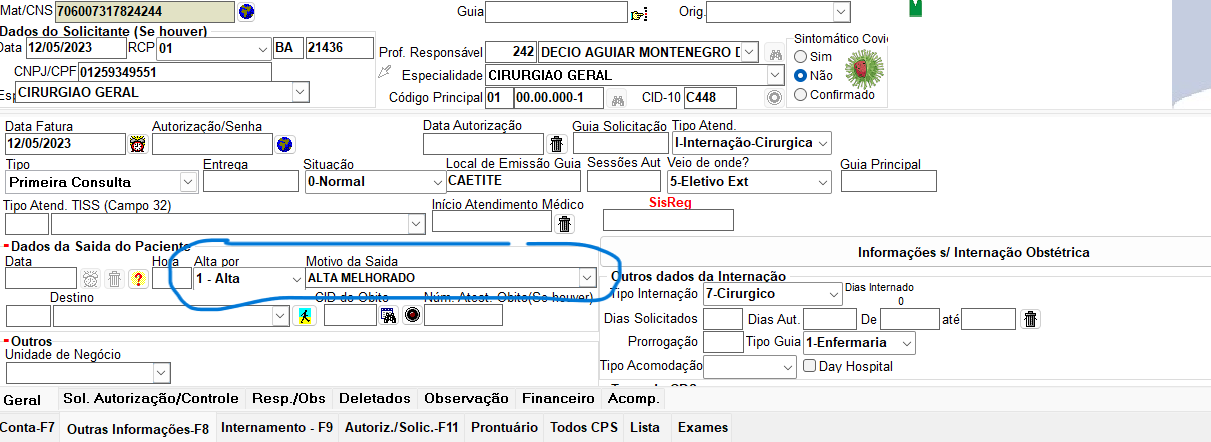 Mat/CNS 706007317824244 Guia Orig.
Dados do Solicitante (Se houver)
Data 12/05/2023 RCP 01 BA 21436
CNPJ/CPF 01259349551
CIRURGIAO GERAL
Prof. Responsável 242 DECIO AGUIAR MONTENEGRO D
Especialidade CIRURGIAO GERAL
Código Principal 01 00.00.000-1 CID-10 C448
Sintomático Covi
Sim
Não
Confirmado
Data Fatura Autorização/Senha Data Autorização Guia Solicitação Tipo Atend.
12/05/2023 I-Internação-Cirurgica
Tipo Entrega Situação Local de Emissão Guia Sessões Aut Veio de onde? Guia Principal
Primeira Consulta 0-Normal CAETITE 5-Eletivo Ext
Tipo Atend. TISS (Campo 32) Início Atendimento Médico SisReg
Dados da Saida do Paciente
Data Hora Alta por Motivo da Saida
1 - Alta ALTA MELHORADO
Destino CID do Obito Núm. Atest. Obito(Se houver)
Outros
Unidade de Negócio
Informações s/ Internação Obstétrica
Outros dados da Internação
Tipo Internação 7-Cirurgico Dias Internado
0
Dias Solicitados Dias Aut. De até
Prorrogação Tipo Guia 1-Enfermaria
Tipo Acomodação Day Hospital
Geral Sol. Autorização/Controle Resp./Obs Deletados Observação Financeiro Acomp.
Conta-F7 Outras Informações-F8 Internamento - F9 Autoriz./Solic.-F11 Prontuário Todos CPS Lista Exames